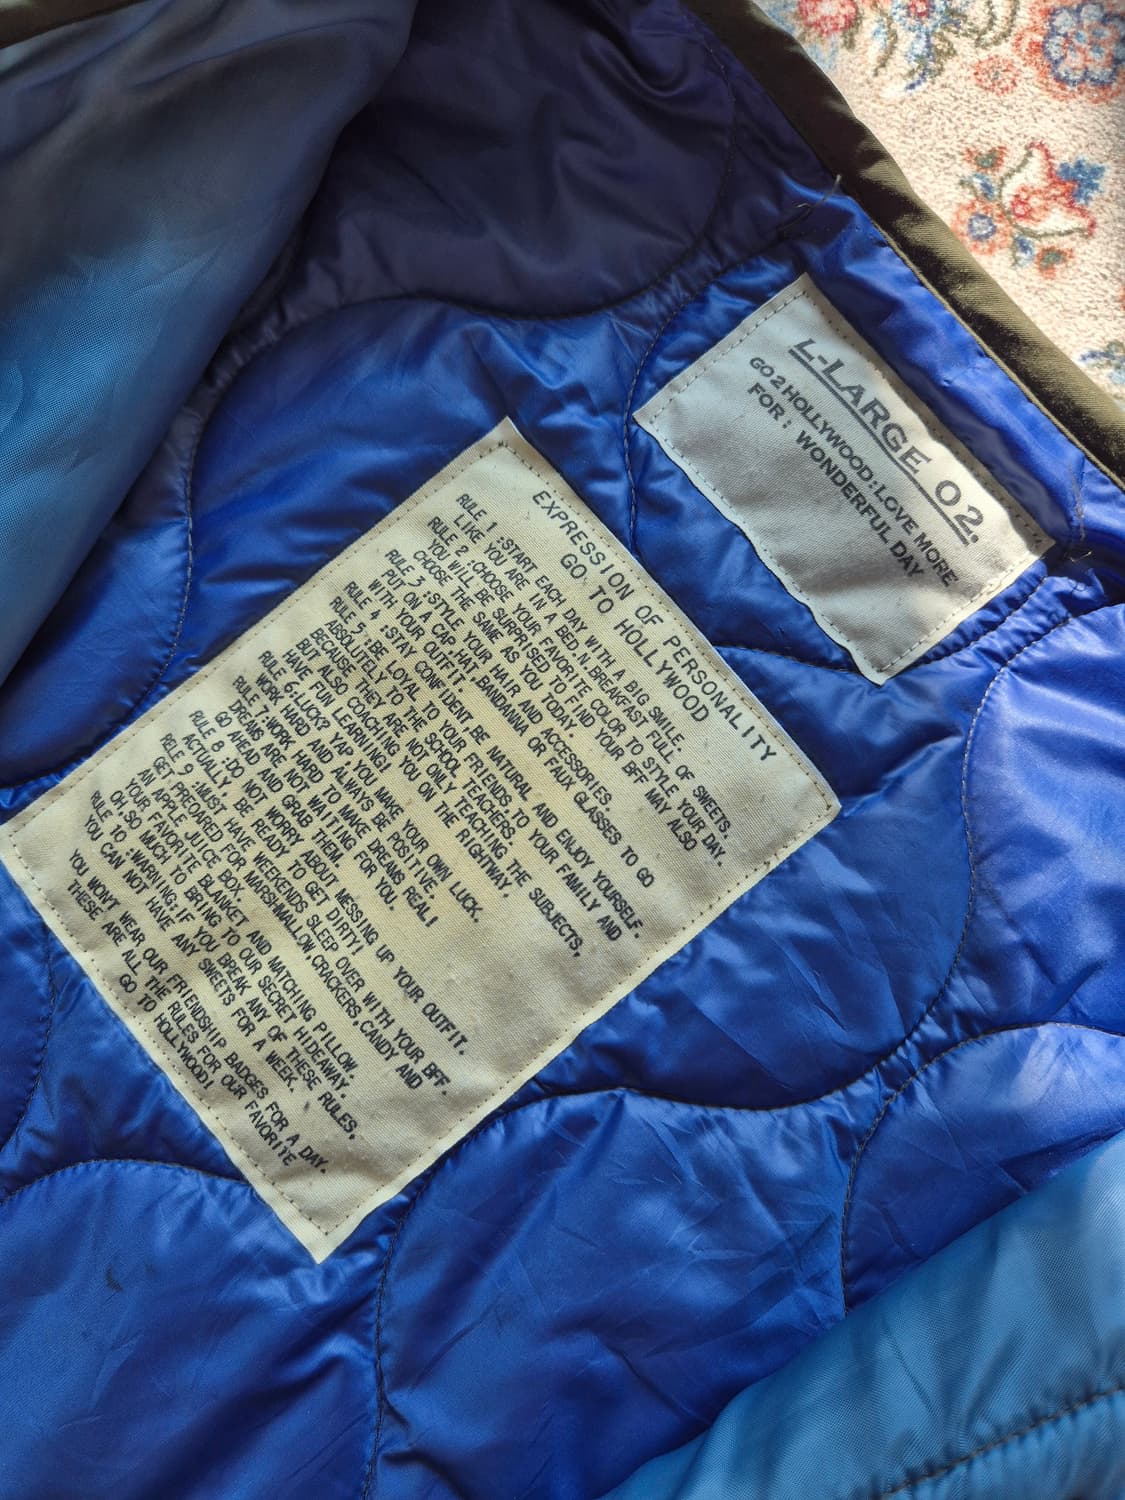 L-LARGE 02.
GO2HOLLYWOOD:LOVE MORE
FOR: WONDERFUL DAY
EXPRESSION OF PERSONALITY
GO TO HOLLYWOOD
RULE 1 :START EACH DAY WITH A BIG SMILE.
LIKE YOU ARE IN A BED.N.BREAKFAST FULL OF SWEETS.
RULE 2 :CHOOSE YOUR FAVORITE COLOR TO STYLE YOUR DAY.
YOU WILL BE SURPRISED TO FIND YOUR BFF MAY ALSO
CHOOSE THE SAME AS YOU TODAY.
RULE 3 :STYLE YOUR HAIR AND ACCESSORIES.
PUT ON A CAP.HAT,BANDANNA OR FAUX GLASSES TO GO
WITH YOUR OUTFIT.
RULE 4 :STAY CONFIDENT,BE NATURAL AND ENJOY YOURSELF.
RULE 5 :BE LOYAL TO YOUR FRIENDS.TO YOUR FAMILY AND
ABSOLUTELY TO THE SCHOOL TEACHERS.
BECAUSE THEY ARE NOT ONLY TEACHING THE SUBJECTS,
BUT ALSO COACHING YOU ON THE RIGHTWAY.
HAVE FUN LEARNING!
RULE 6:LUCK? YAP,YOU MAKE YOUR OWN LUCK.
WORK HARD AND ALWAYS BE POSITIVE.
RULE 7:WORK HARD TO MAKE DREAMS REAL!
DREAMS ARE NOT WAITING FOR YOU.
GO AHEAD AND GRAB THEM.
RULE 8 :DO NOT WORRY ABOUT MESSING UP YOUR OUTFIT.
ACTUALLY, BE READY TO GET DIRTY!
RELE 9 :MUST HAVE WEEKENDS SLEEP OVER WITH YOUR BFF.
GET PRECPARED FOR MARSHMALLOW,CRACKERS.CANDY AND
AN APPLE JUICE BOX.
YOUR FAVORITE BLANKET AND MATCHING PILLOW.
OH.SO MUCH TO BRING TO OUR SECRET HIDEAWAY.
RULE TO :WARNING:IF YOU BREAK ANY OF THESE RULES,
YOU CAN NOT HAVE ANY SWEETS FOR A WEEK.
YOU WON'T WEAR OUR FRIENDSHIP BADGES FOR A DAY.
THESE ARE ALL THE RULES FOR OUR FAVORITE
GO TO HOLLYWOOD!